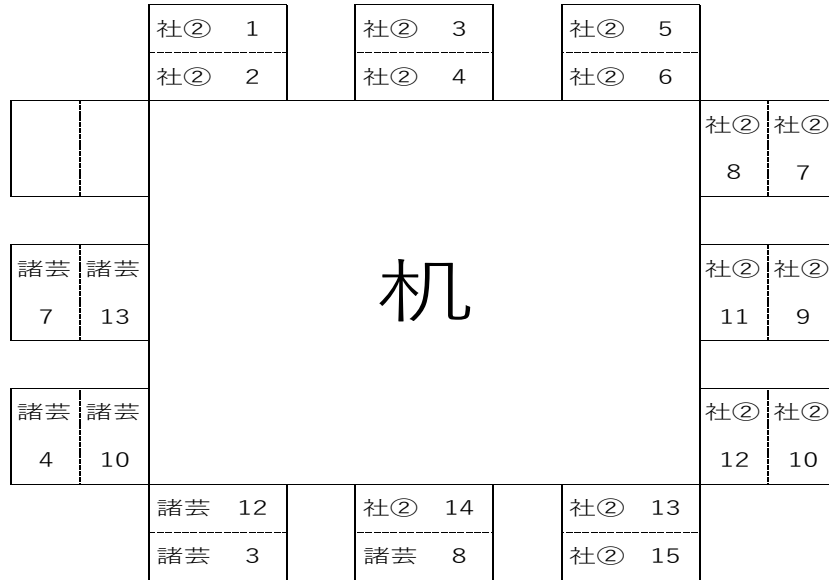 社② 1 社② 3 社② 5
社② 2 社② 4 社② 6
社② 社②
8 7
諸芸 諸芸 机 社② 社②
7 13 11 9
諸芸 諸芸 社② 社②
4 10 12 10
諸芸 12 社② 14 社② 13
諸芸 3 諸芸 8 社② 15